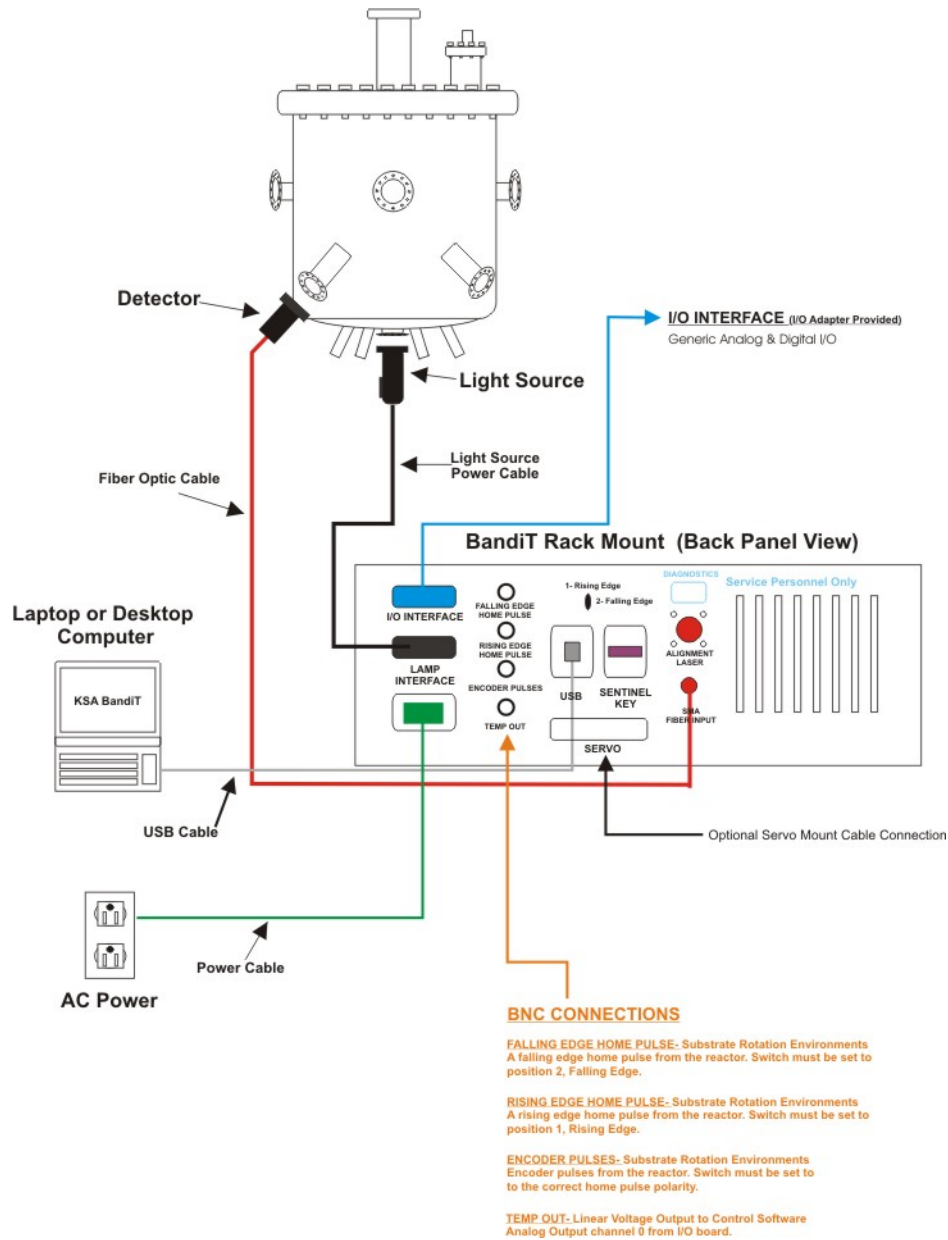 Detector
Light Source
I/O INTERFACE (I/O Adapter Provided)
Generic Analog & Digital I/O
Light Source
Power Cable
Fiber Optic Cable
BandiT Rack Mount (Back Panel View)
Laptop or Desktop
Computer
KSA BandiT
I/O INTERFACE
LAMP
INTERFACE
FALLING EDGE
HOME PULSE
RISING EDGE
HOME PULSE
ENCODER PULSES
TEMP OUT
1- Rising Edge
2- Falling Edge
USB
SENTINEL
KEY
SERVO
DIAGNOSTICS
Service Personnel Only
ALIGNMENT
LASER
SMA
FIBER INPUT
USB Cable
Optional Servo Mount Cable Connection
Power Cable
AC Power
BNC CONNECTIONS
FALLING EDGE HOME PULSE- Substrate Rotation Environments
A falling edge home pulse from the reactor. Switch must be set to
position 2, Falling Edge.
RISING EDGE HOME PULSE- Substrate Rotation Environments
A rising edge home pulse from the reactor. Switch must be set to
position 1, Rising Edge.
ENCODER PULSES- Substrate Rotation Environments
Encoder pulses from the reactor. Switch must be set to
to the correct home pulse polarity.
TEMP OUT- Linear Voltage Output to Control Software
Analog Output channel 0 from I/O board.